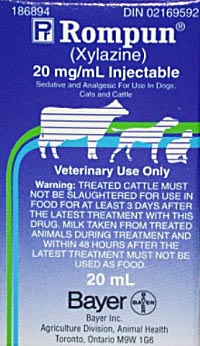 186894 DIN 02169592
Pr Rompun®
(Xylazine)
20 mg/mL Injectable
Sedative and Analgesic For Use In Dogs,
Cats and Cattle
Veterinary Use Only
Warning: TREATED CATTLE MUST
NOT BE SLAUGHTERED FOR USE IN
FOOD FOR AT LEAST 3 DAYS AFTER
THE LATEST TREATMENT WITH THIS
DRUG. MILK TAKEN FROM TREATED
ANIMALS DURING TREATMENT AND
WITHIN 48 HOURS AFTER THE
LATEST TREATMENT MUST NOT BE
USED AS FOOD.
20 mL
Bayer BAYER
Bayer Inc.
Agriculture Division, Animal Health
Toronto, Ontario M9W 1G6